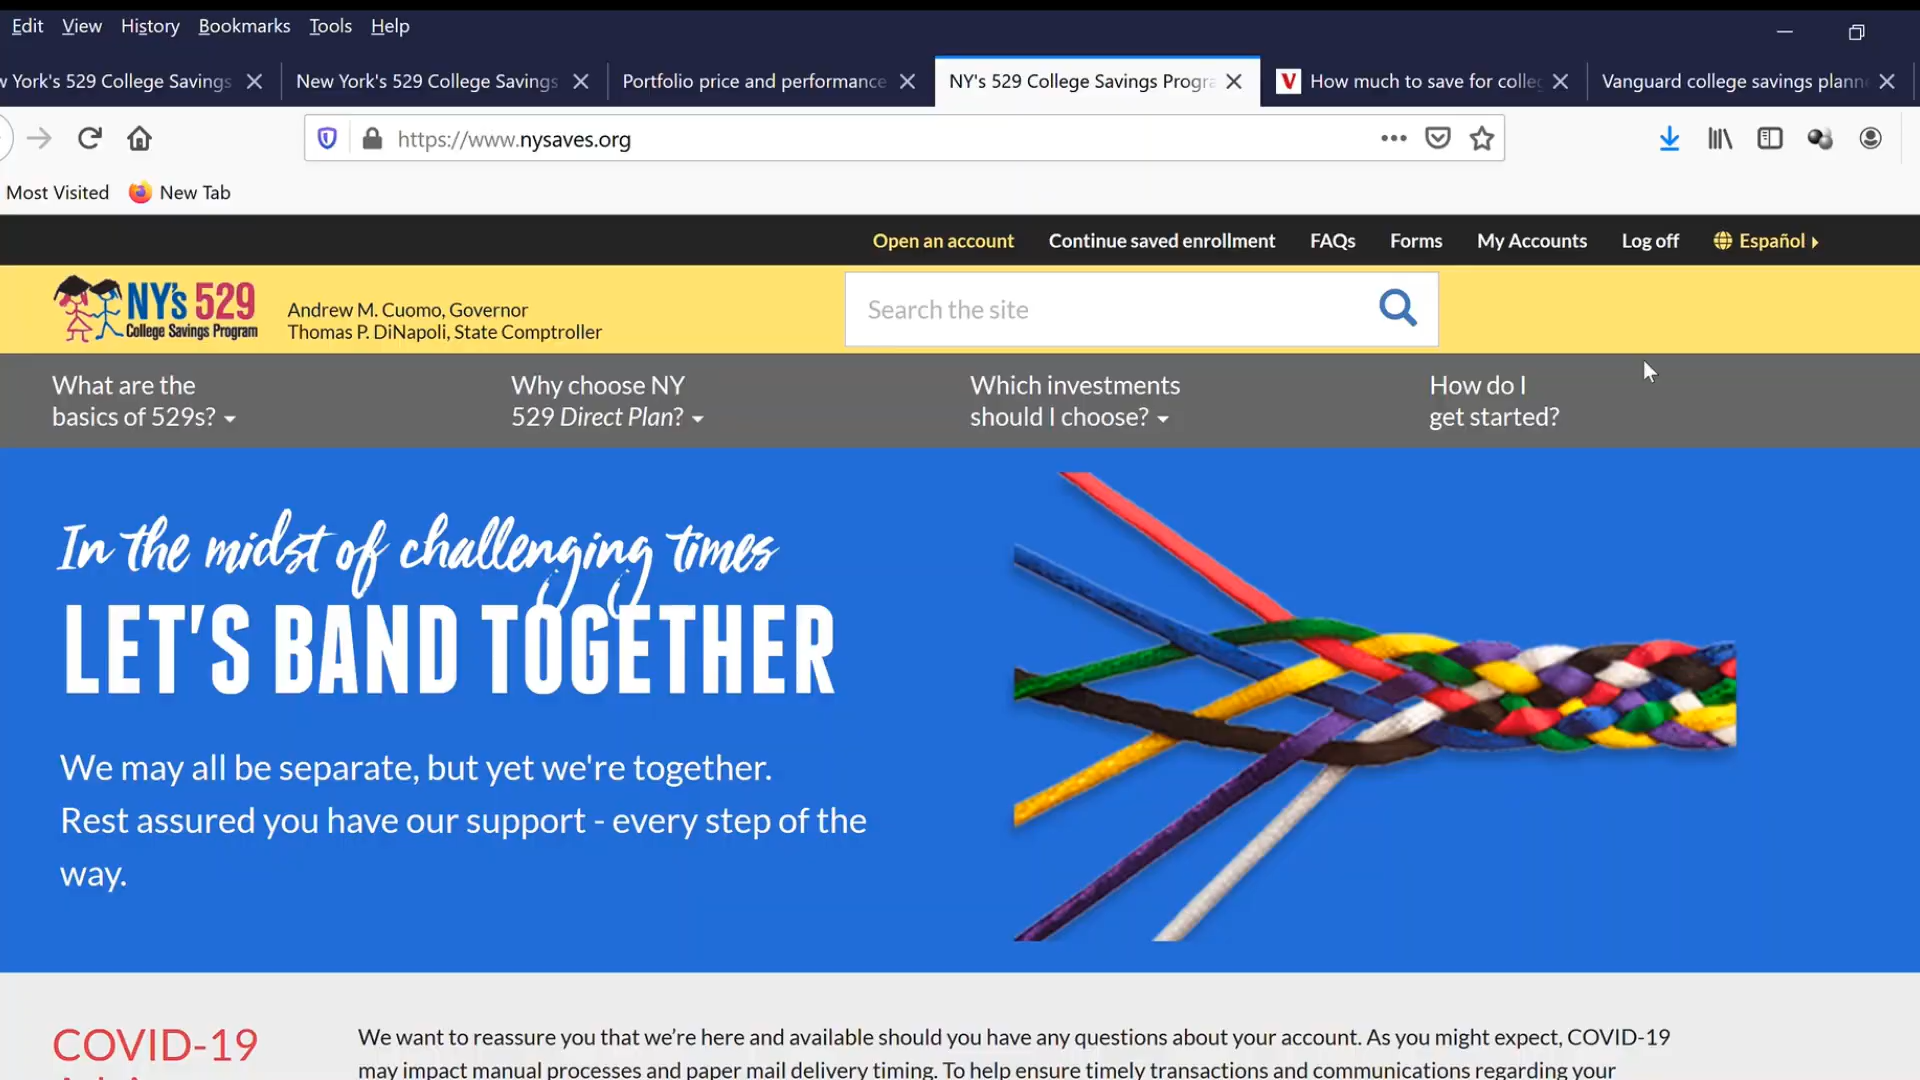 Edit View History Bookmarks Tools Help
York's 529 College Savings New York's 529 College Savings Portfolio price and performance NY's 529 College Savings Progra V How much to save for colle Vanguard college savings plann
https://www.nysaves.org
Most Visited New Tab
Open an account Continue saved enrollment FAQs Forms My Accounts Log off Español
NY's 529
College Savings Program
Andrew M. Cuomo, Governor
Thomas P. DiNapoli, State Comptroller
Search the site
What are the
basics of 529s?
Why choose NY
529 Direct Plan?
Which investments
should I choose?
How do I
get started?
In the midst of challenging times
LET'S BAND TOGETHER
We may all be separate, but yet we're together.
Rest assured you have our support - every step of the
way.
COVID-19
We want to reassure you that we're here and available should you have any questions about your account. As you might expect, COVID-19
may impact manual processes and paper mail delivery timing. To help ensure timely transactions and communications regarding your